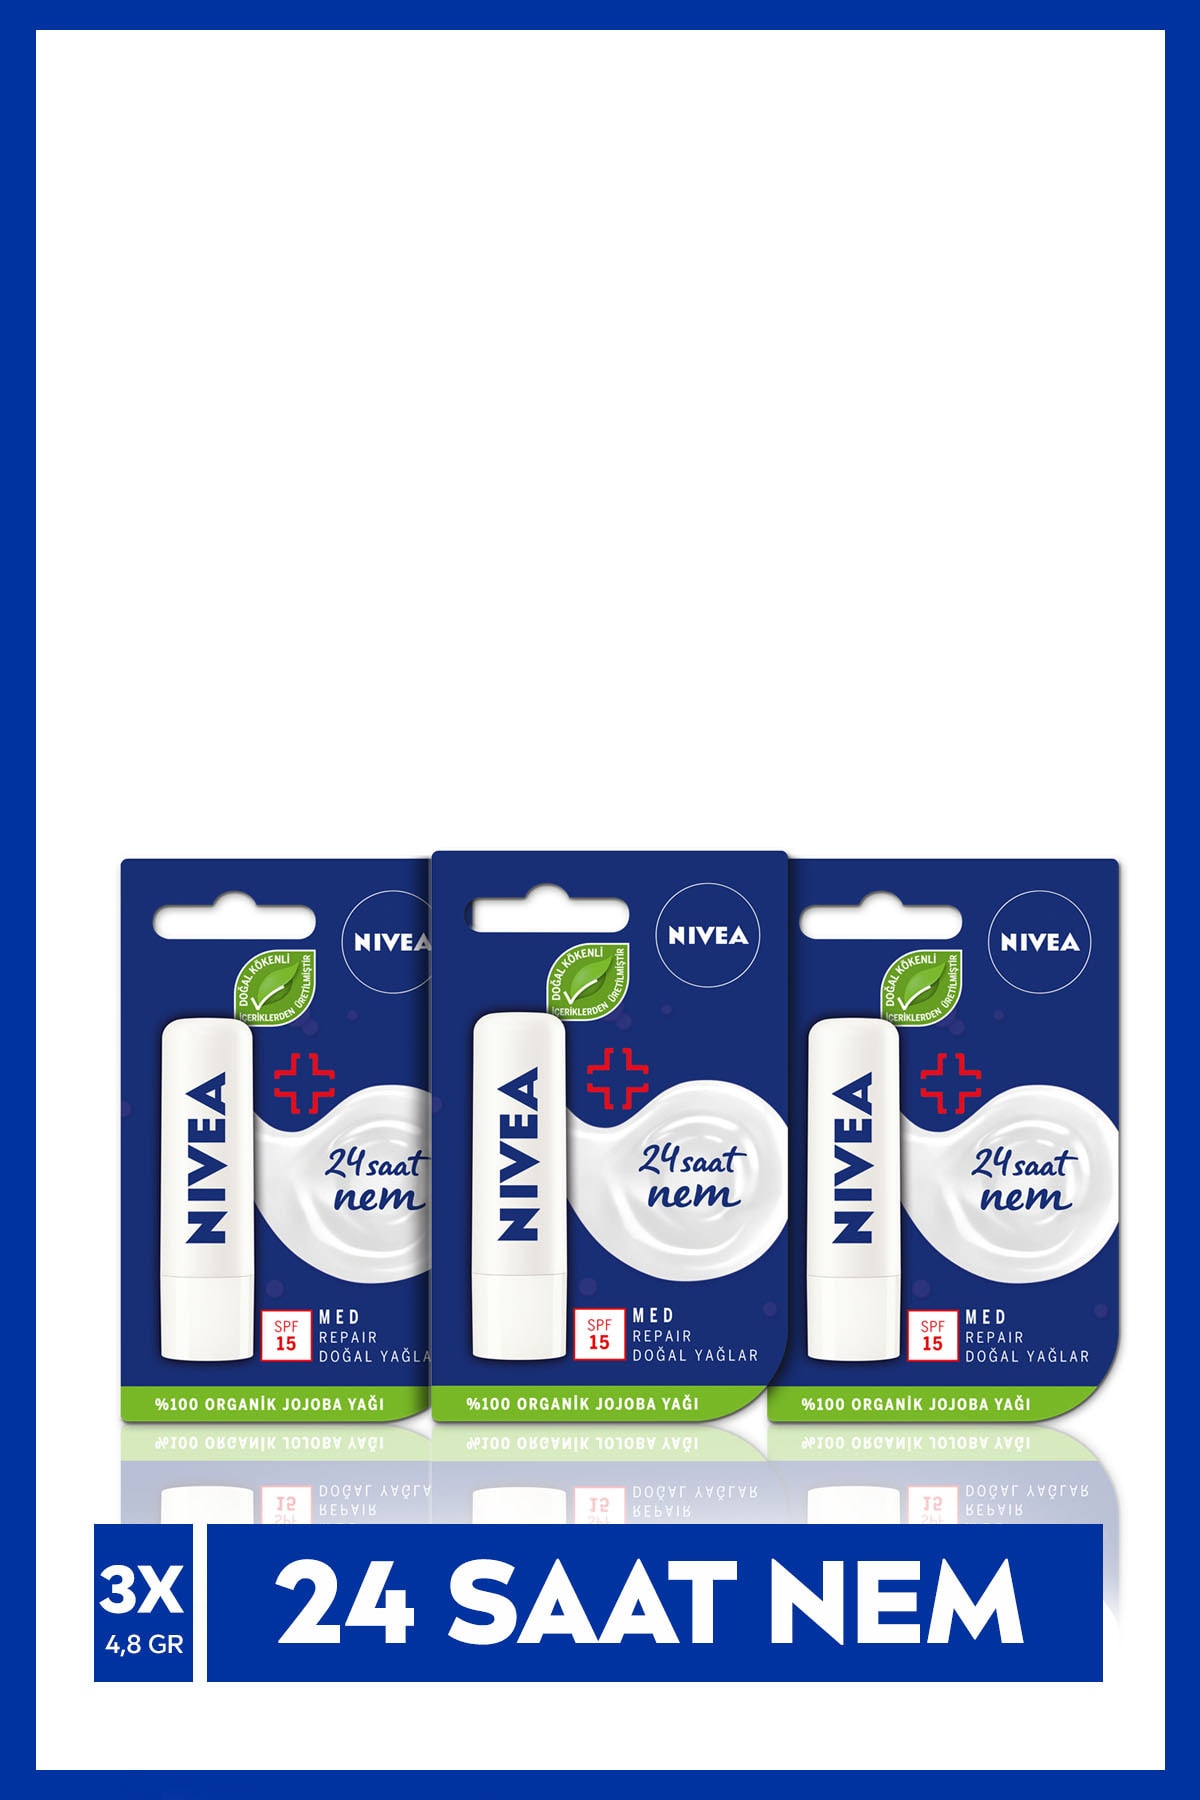 NIVEA
DOĞAL KÖKENLİ
İÇERİKLERDEN ÜRETİLMİŞTİR
NIVEA
24 saat
nem
SPF
15
MED
REPAIR
DOĞAL YAĞLA
%100 ORGANİK JOJOBA YAĞI
NIVEA
DOĞAL KÖKENLİ
İÇERİKLERDEN ÜRETİLMİŞTİR
NIVEA
24 saat
nem
SPF
15
MED
REPAIR
DOĞAL YAĞLAR
%100 ORGANİK JOJOBA YAĞI
NIVEA
DOĞAL KÖKENLİ
İÇERİKLERDEN ÜRETİLMİŞTİR
NIVEA
24 saat
nem
SPF
15
MED
REPAIR
DOĞAL YAĞLAR
%100 ORGANİK JOJOBA YAĞI
3X
4,8 GR
24 SAAT NEM